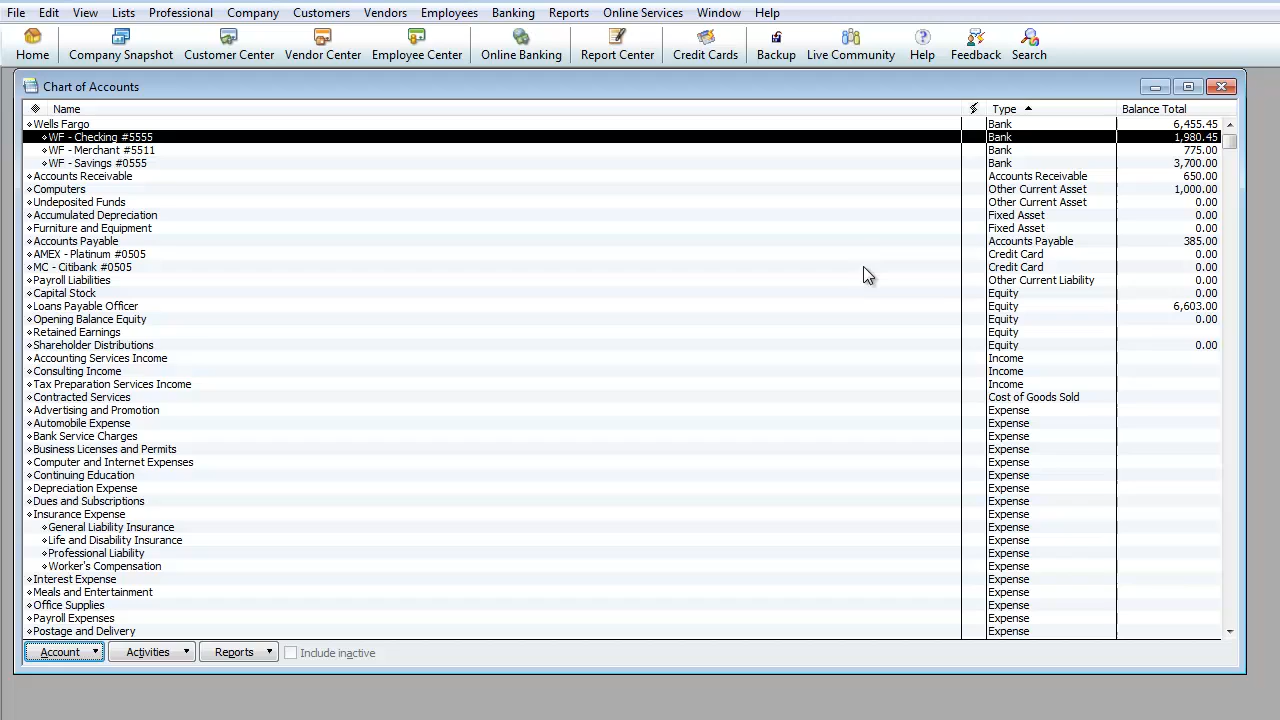 File Edit View Lists Professional Company Customers Vendors Employees Banking Reports Online Services Window Help
Home Company Snapshot Customer Center Vendor Center Employee Center Online Banking Report Center Credit Cards Backup Live Community Help Feedback Search
Chart of Accounts
Name Type Balance Total
Wells Fargo Bank 6,455.45
WF - Checking #5555 Bank 1,980.45
WF - Merchant #5511 Bank 775.00
WF - Savings #0555 Bank 3,700.00
Accounts Receivable Accounts Receivable 650.00
Computers Other Current Asset 1,000.00
Undeposited Funds Other Current Asset 0.00
Accumulated Depreciation Fixed Asset 0.00
Furniture and Equipment Fixed Asset 0.00
Accounts Payable Accounts Payable 385.00
AMEX - Platinum #0505 Credit Card 0.00
MC - Citibank #0505 Credit Card 0.00
Payroll Liabilities Other Current Liability 0.00
Capital Stock Equity 0.00
Loans Payable Officer Equity 6,603.00
Opening Balance Equity Equity 0.00
Retained Earnings Equity
Shareholder Distributions Equity 0.00
Accounting Services Income Income
Consulting Income Income
Tax Preparation Services Income Income
Contracted Services Cost of Goods Sold
Advertising and Promotion Expense
Automobile Expense Expense
Bank Service Charges Expense
Business Licenses and Permits Expense
Computer and Internet Expenses Expense
Continuing Education Expense
Depreciation Expense Expense
Dues and Subscriptions Expense
Insurance Expense Expense
General Liability Insurance Expense
Life and Disability Insurance Expense
Professional Liability Expense
Worker's Compensation Expense
Interest Expense Expense
Meals and Entertainment Expense
Office Supplies Expense
Payroll Expenses Expense
Postage and Delivery Expense
Account Activities Reports Include inactive